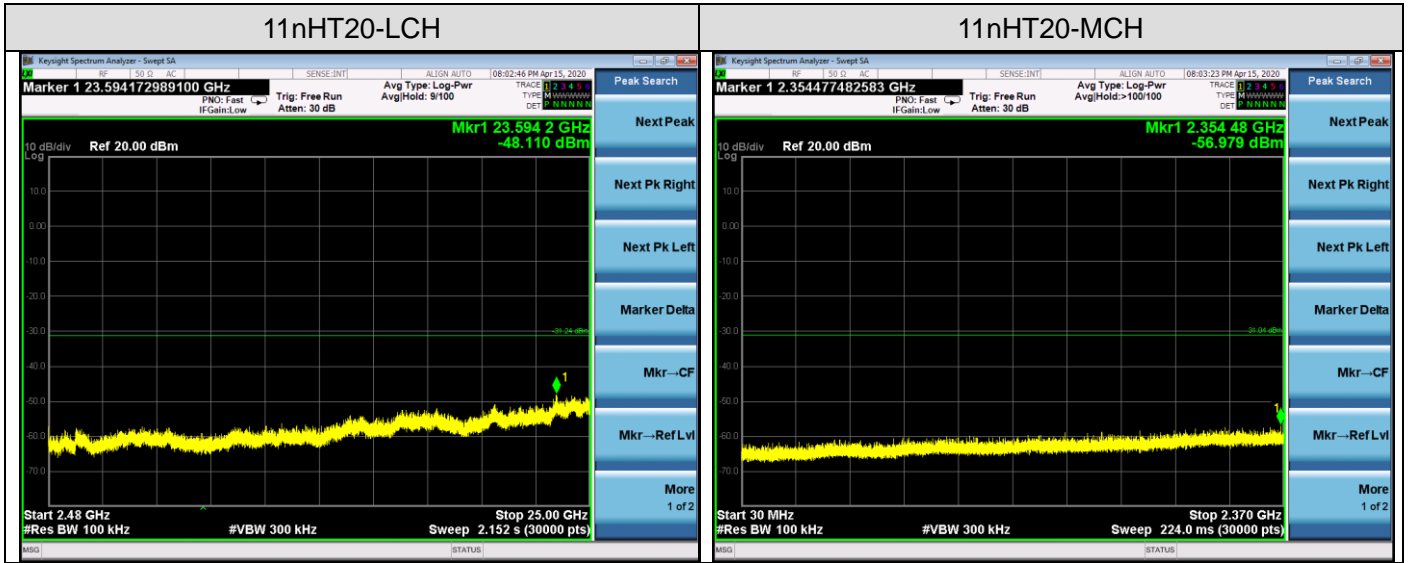 11nHT20-LCH
Keysight Spectrum Analyzer - Swept SA
RF 50 Ω AC SENSE:INT ALIGN AUTO 08:02:46 PM Apr 15, 2020
Marker 1 23.594172989100 GHz
PNO: Fast
IFGain:Low
Trig: Free Run
Atten: 30 dB
Avg Type: Log-Pwr
Avg|Hold: 9/100
TRACE 1 2 3 4 5 6
TYPE M WWWWW
DET P NNNNN
Mkr1 23.594 2 GHz
-48.110 dBm
10 dB/div Ref 20.00 dBm
Log
10.0
0.00
-10.0
-20.0
-30.0
-31.24 dBm
-40.0
1
-50.0
-60.0
-70.0
Start 2.48 GHz Stop 25.00 GHz
#Res BW 100 kHz #VBW 300 kHz Sweep 2.152 s (30000 pts)
MSG STATUS
Peak Search
Next Peak
Next Pk Right
Next Pk Left
Marker Delta
Mkr→CF
Mkr→Ref Lvl
More
1 of 2
11nHT20-MCH
Keysight Spectrum Analyzer - Swept SA
RF 50 Ω AC SENSE:INT ALIGN AUTO 08:03:23 PM Apr 15, 2020
Marker 1 2.354477482583 GHz
PNO: Fast
IFGain:Low
Trig: Free Run
Atten: 30 dB
Avg Type: Log-Pwr
Avg|Hold:>100/100
TRACE 1 2 3 4 5 6
TYPE M WWWWW
DET P NNNNN
Mkr1 2.354 48 GHz
-56.979 dBm
10 dB/div Ref 20.00 dBm
Log
10.0
0.00
-10.0
-20.0
-30.0
-31.04 dBm
-40.0
-50.0
1
-60.0
-70.0
Start 30 MHz Stop 2.370 GHz
#Res BW 100 kHz #VBW 300 kHz Sweep 224.0 ms (30000 pts)
MSG STATUS
Peak Search
Next Peak
Next Pk Right
Next Pk Left
Marker Delta
Mkr→CF
Mkr→Ref Lvl
More
1 of 2